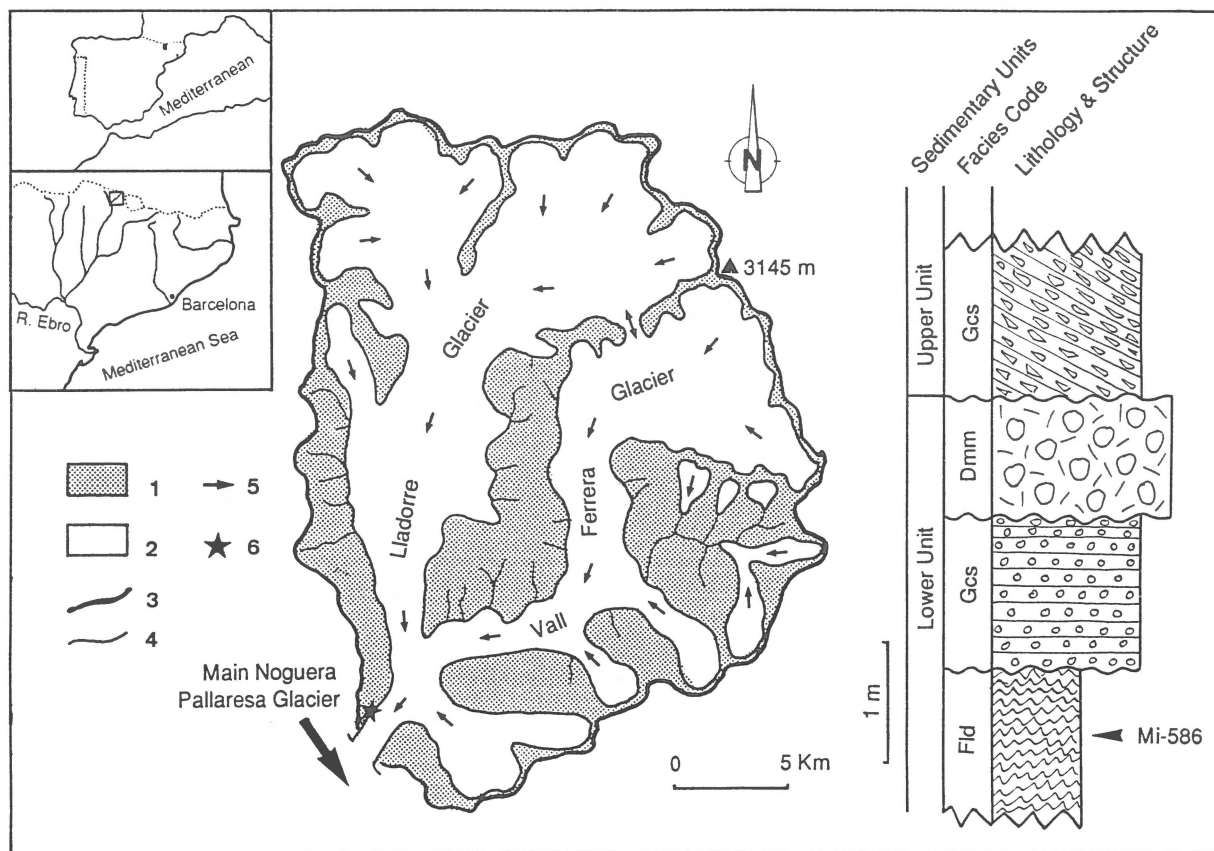 Mediterranean
R. Ebro
Barcelona
Mediterranean Sea
1
2
3
4
5
6
N
3145 m
Glacier
Lladorre
Glacier
Ferrera
Vall
Main Noguera
Pallaresa Glacier
0 5 Km
1 m
Sedimentary Units
Facies Code
Lithology & Structure
Upper Unit
Gcs
Lower Unit
Dmm
Gcs
Fld
Mi-586